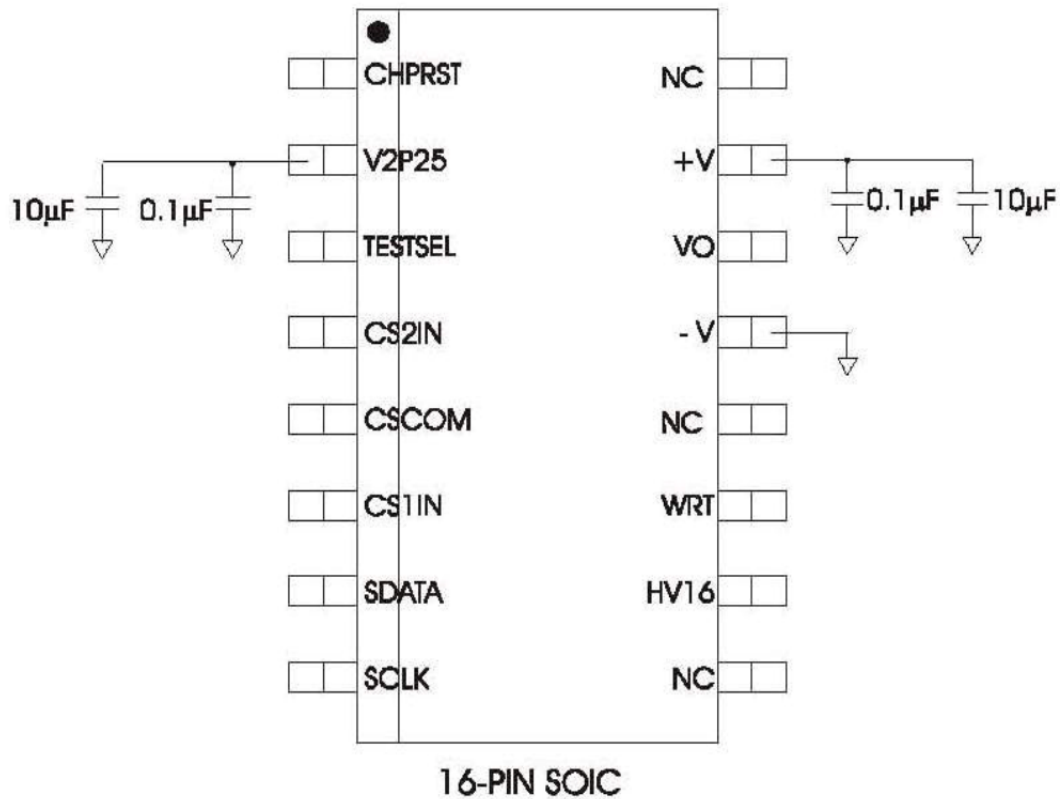 CHPRST NC
V2P25 +V
10µF 0.1µF 0.1µF 10µF
TESTSEL VO
CS2IN - V
CSCOM NC
CS1IN WRT
SDATA HV16
SCLK NC
16-PIN SOIC